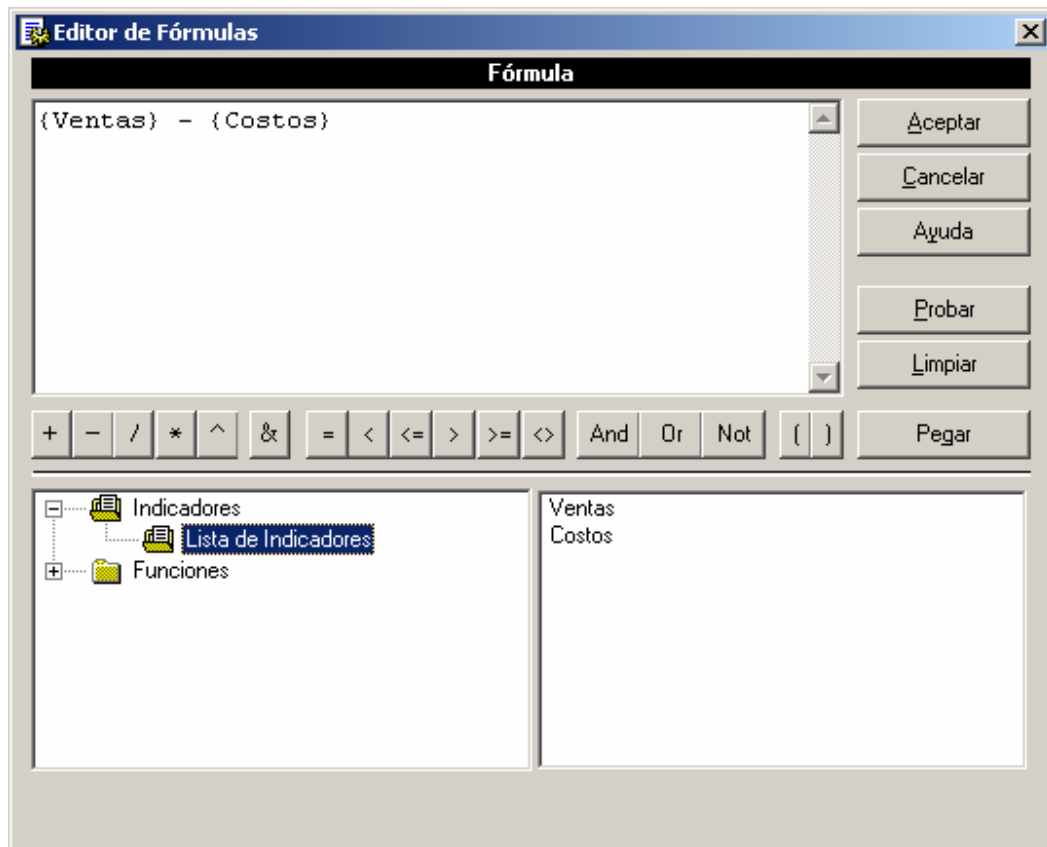 Editor de Fórmulas
Fórmula
{Ventas} - {Costos}
Aceptar
Cancelar
Ayuda
Probar
Limpiar
+ - / * ^ & = < <= > >= <> And Or Not ( ) Pegar
Indicadores
Lista de Indicadores
Funciones
Ventas
Costos